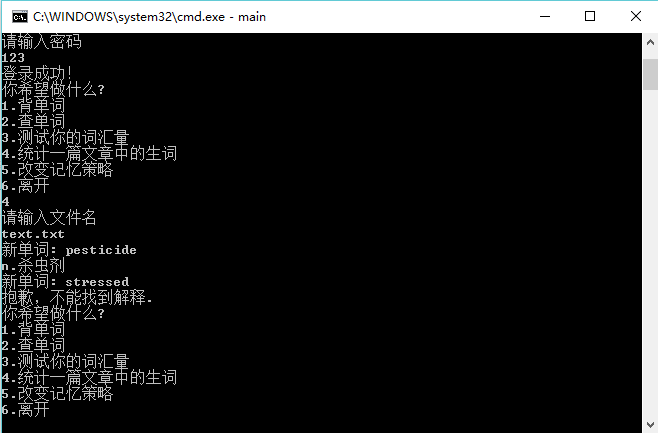 C:\WINDOWS\system32\cmd.exe - main
请输入密码
123
登录成功!
你希望做什么?
1.背单词
2.查单词
3.测试你的词汇量
4.统计一篇文章中的生词
5.改变记忆策略
6.离开
4
请输入文件名
text.txt
新单词: pesticide
n.杀虫剂
新单词: stressed
抱歉, 不能找到解释.
你希望做什么?
1.背单词
2.查单词
3.测试你的词汇量
4.统计一篇文章中的生词
5.改变记忆策略
6.离开